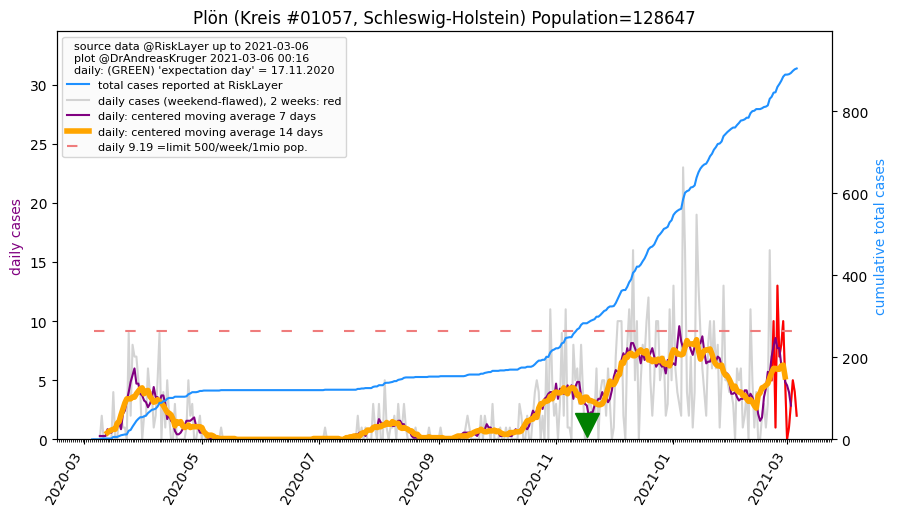 Plön (Kreis #01057, Schleswig-Holstein) Population=128647
source data @RiskLayer up to 2021-03-06
plot @DrAndreasKruger 2021-03-06 00:16
daily: (GREEN) 'expectation day' = 17.11.2020
total cases reported at RiskLayer
daily cases (weekend-flawed), 2 weeks: red
daily: centered moving average 7 days
daily: centered moving average 14 days
daily 9.19 =limit 500/week/1mio pop.
daily cases
30
25
20
15
10
5
0
cumulative total cases
800
600
400
200
0
2020-03
2020-05
2020-07
2020-09
2020-11
2021-01
2021-03